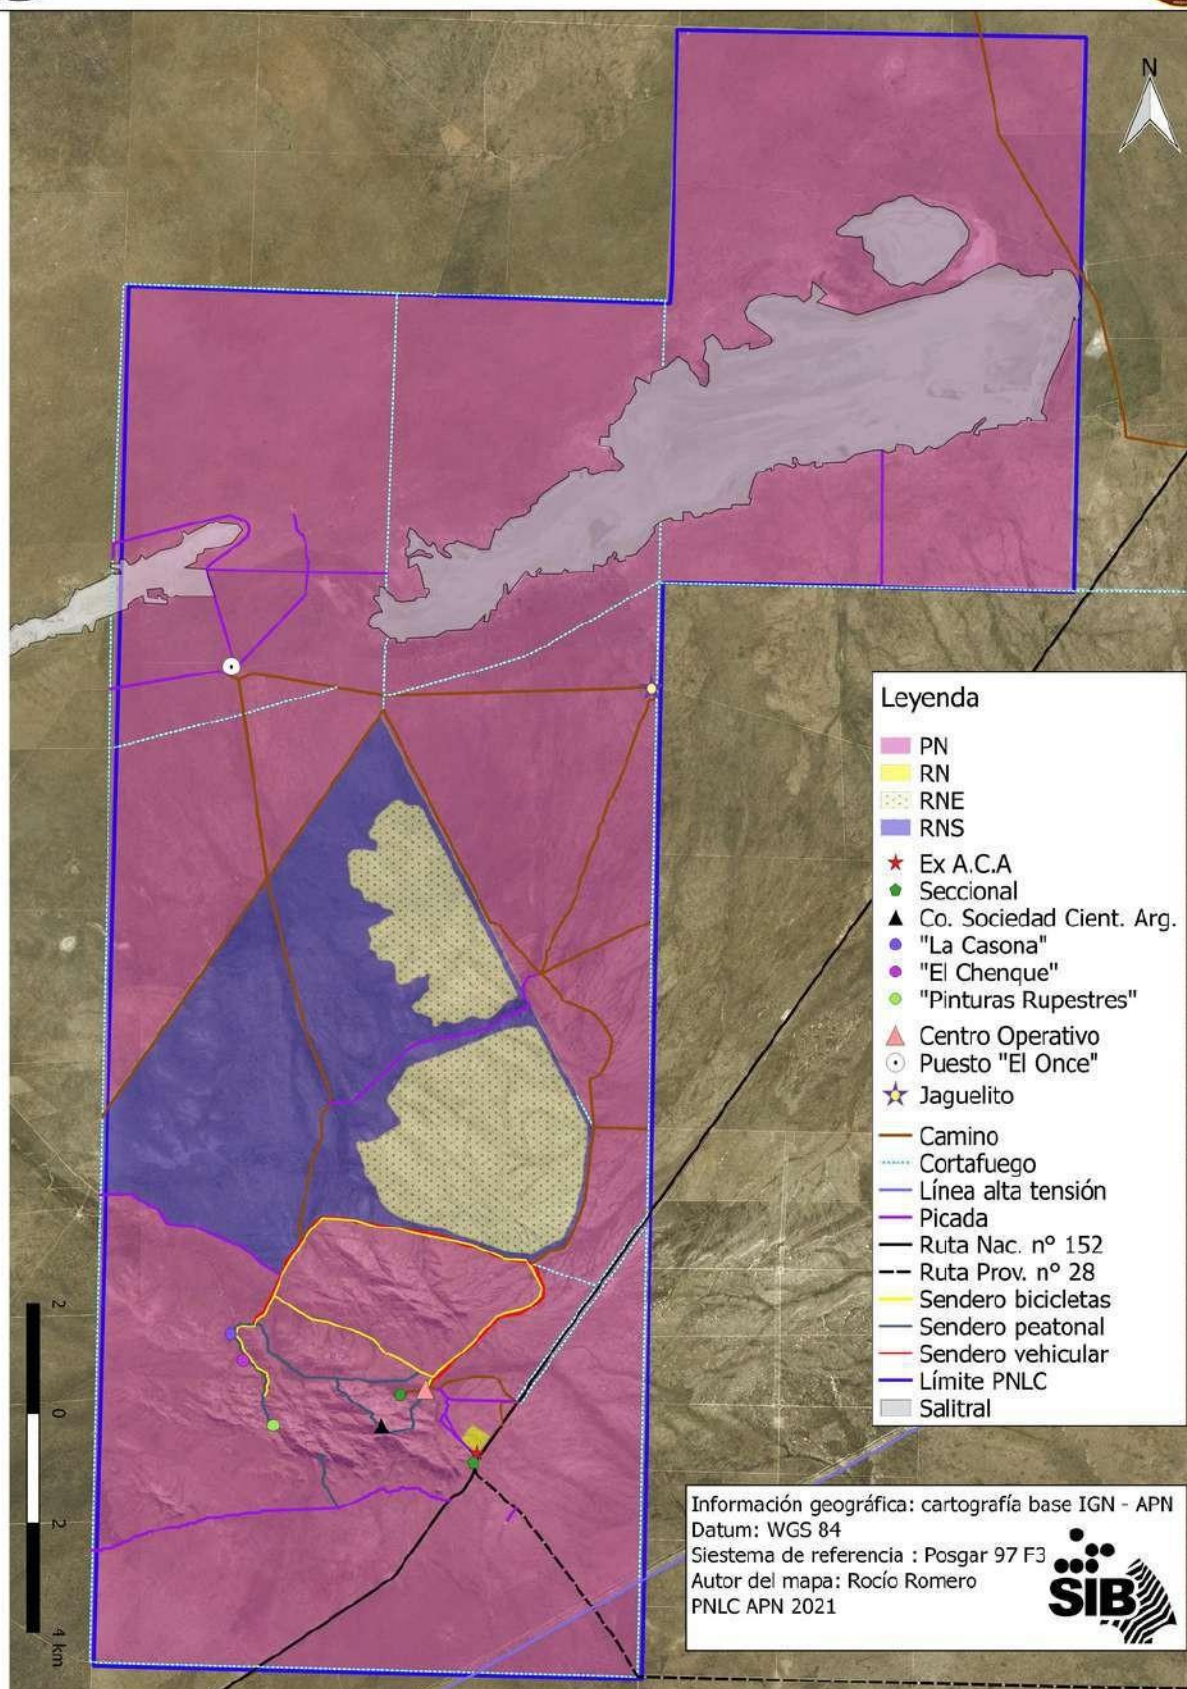 N
Leyenda
PN
RN
RNE
RNS
Ex A.C.A
Seccional
Co. Sociedad Cient. Arg.
"La Casona"
"El Chenque"
"Pinturas Rupestres"
Centro Operativo
Puesto "El Once"
Jaguelito
Camino
Cortafuego
Línea alta tensión
Picada
Ruta Nac. nº 152
Ruta Prov. nº 28
Sendero bicicletas
Sendero peatonal
Sendero vehicular
Límite PNLC
Salitral
2
0
2
4 km
Información geográfica: cartografía base IGN - APN
Datum: WGS 84
Siestema de referencia : Posgar 97 F3
Autor del mapa: Rocío Romero
PNLC APN 2021
SIB